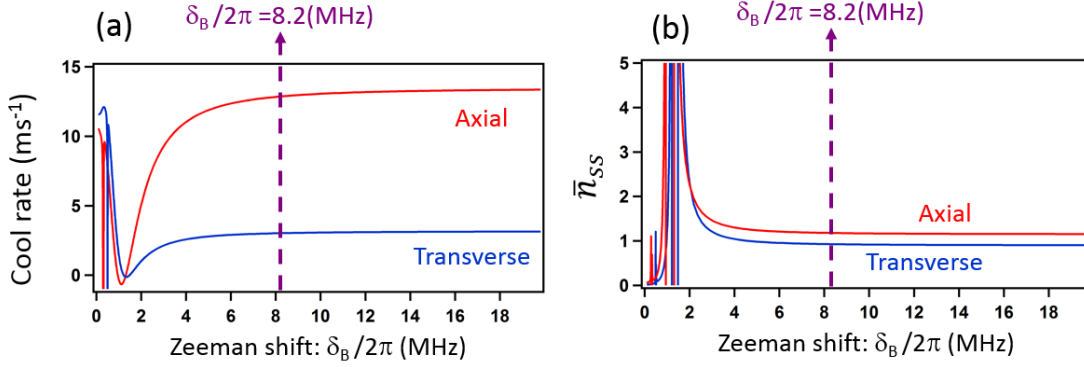 (a)
δB/2π=8.2(MHz)
Cool rate (ms-1)
15
10
5
0
Axial
Transverse
0 2 4 6 8 10 12 14 16 18
Zeeman shift: δB/2π (MHz)
(b)
δB/2π=8.2(MHz)
n̄ss
5
4
3
2
1
0
Axial
Transverse
0 2 4 6 8 10 12 14 16 18
Zeeman shift: δB/2π (MHz)